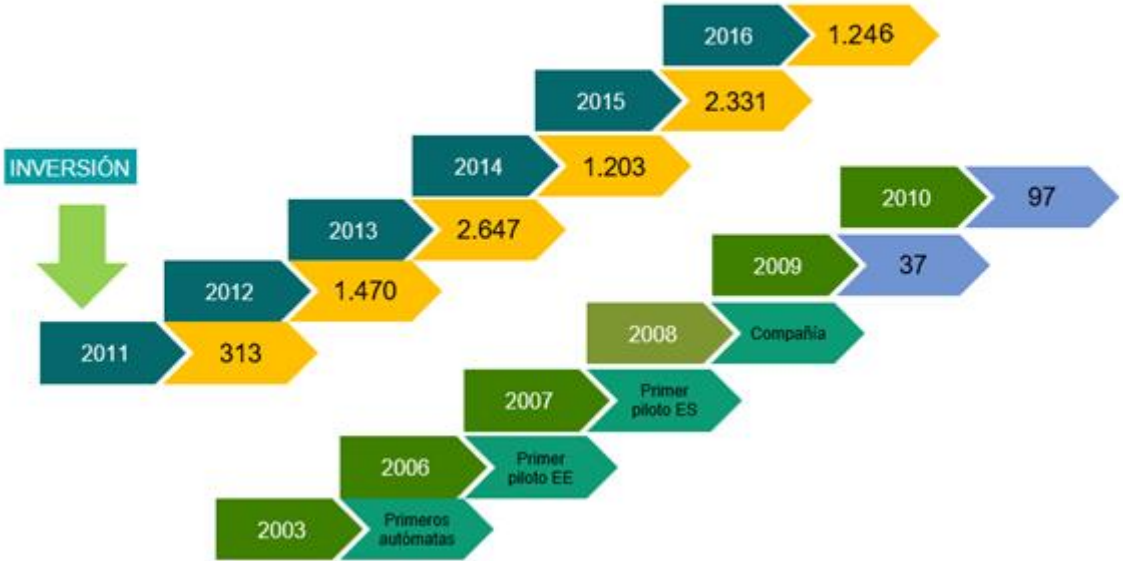 2016
1.246
2015
2.331
INVERSIÓN
2014
1.203
2010
97
2013
2.647
2009
37
2012
1.470
2008
Compañía
2011
313
2007
Primer
piloto ES
2006
Primer
piloto EE
2003
Primeros
autómatas